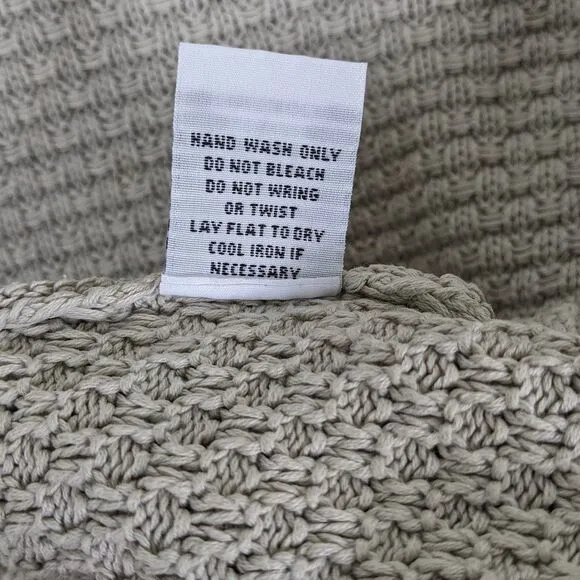 HAND WASH ONLY
DO NOT BLEACH
DO NOT WRING
OR TWIST
LAY FLAT TO DRY
COOL IRON IF
NECESSARY